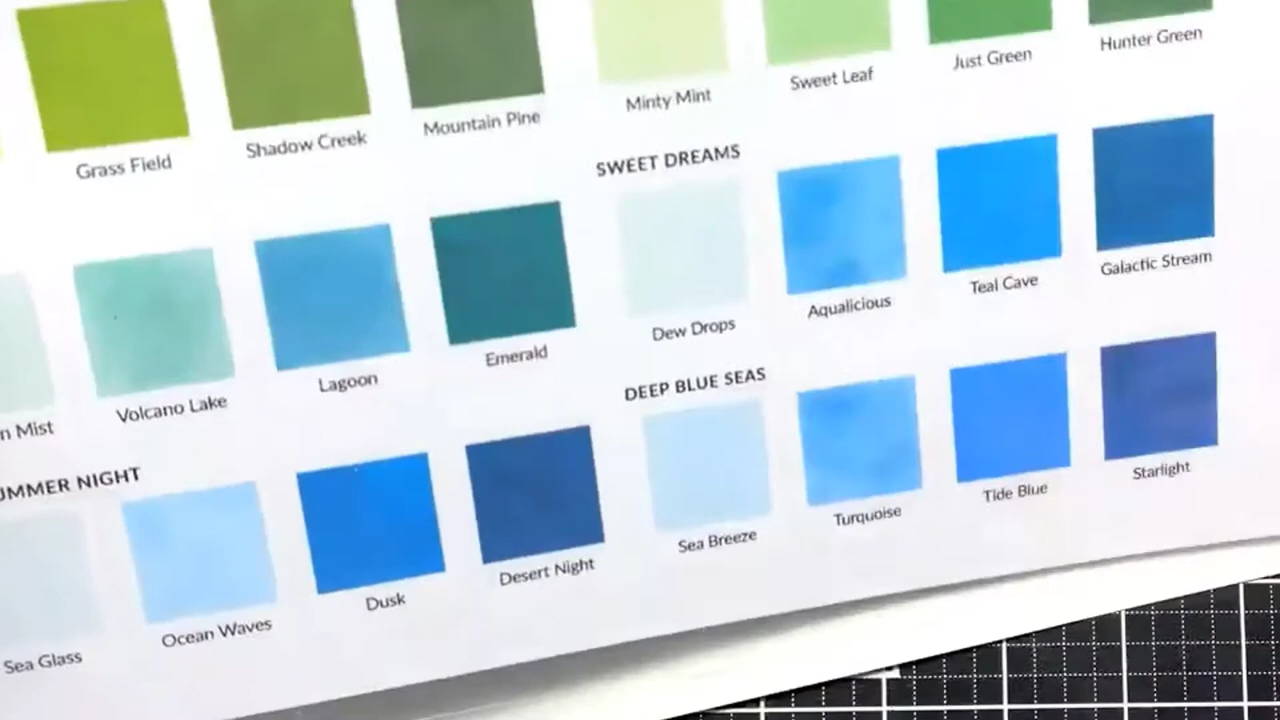 Grass Field
Shadow Creek
Mountain Pine
Minty Mint
Sweet Leaf
Just Green
Hunter Green
SWEET DREAMS
n Mist
Volcano Lake
Lagoon
Emerald
Dew Drops
Aqualicious
Teal Cave
Galactic Stream
UMMER NIGHT
DEEP BLUE SEAS
Sea Glass
Ocean Waves
Dusk
Desert Night
Sea Breeze
Turquoise
Tide Blue
Starlight